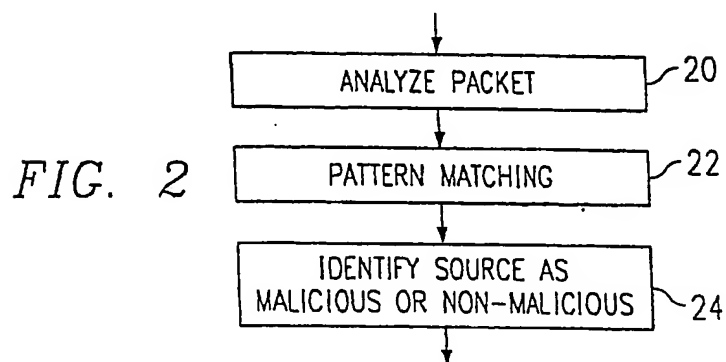 ANALYZE PACKET
20
FIG. 2
PATTERN MATCHING
22
IDENTIFY SOURCE AS
MALICIOUS OR NON-MALICIOUS
24